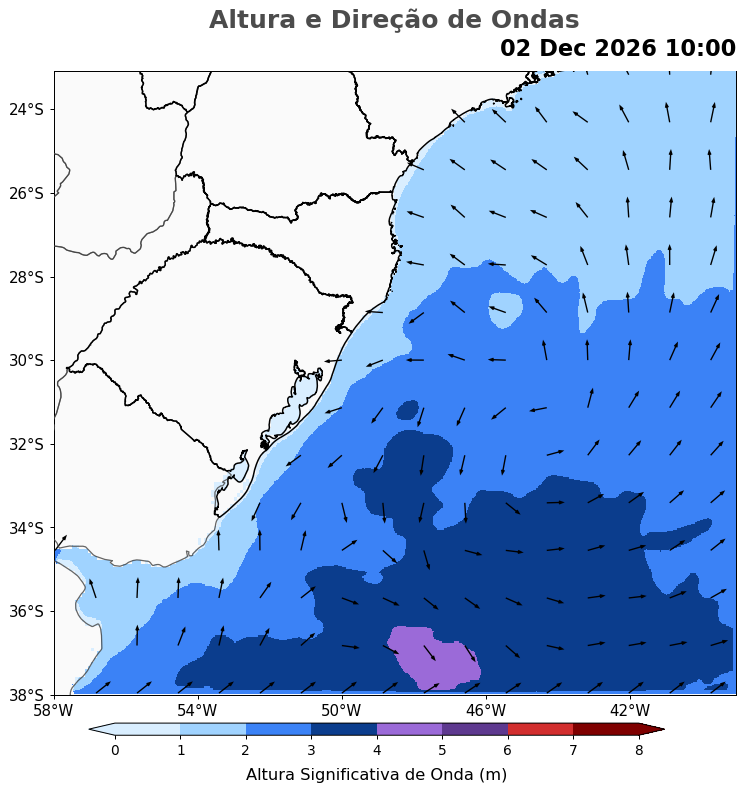 Altura e Direção de Ondas
02 Dec 2026 10:00
24°S
26°S
28°S
30°S
32°S
34°S
36°S
38°S
58°W 54°W 50°W 46°W 42°W
0 1 2 3 4 5 6 7 8
Altura Significativa de Onda (m)